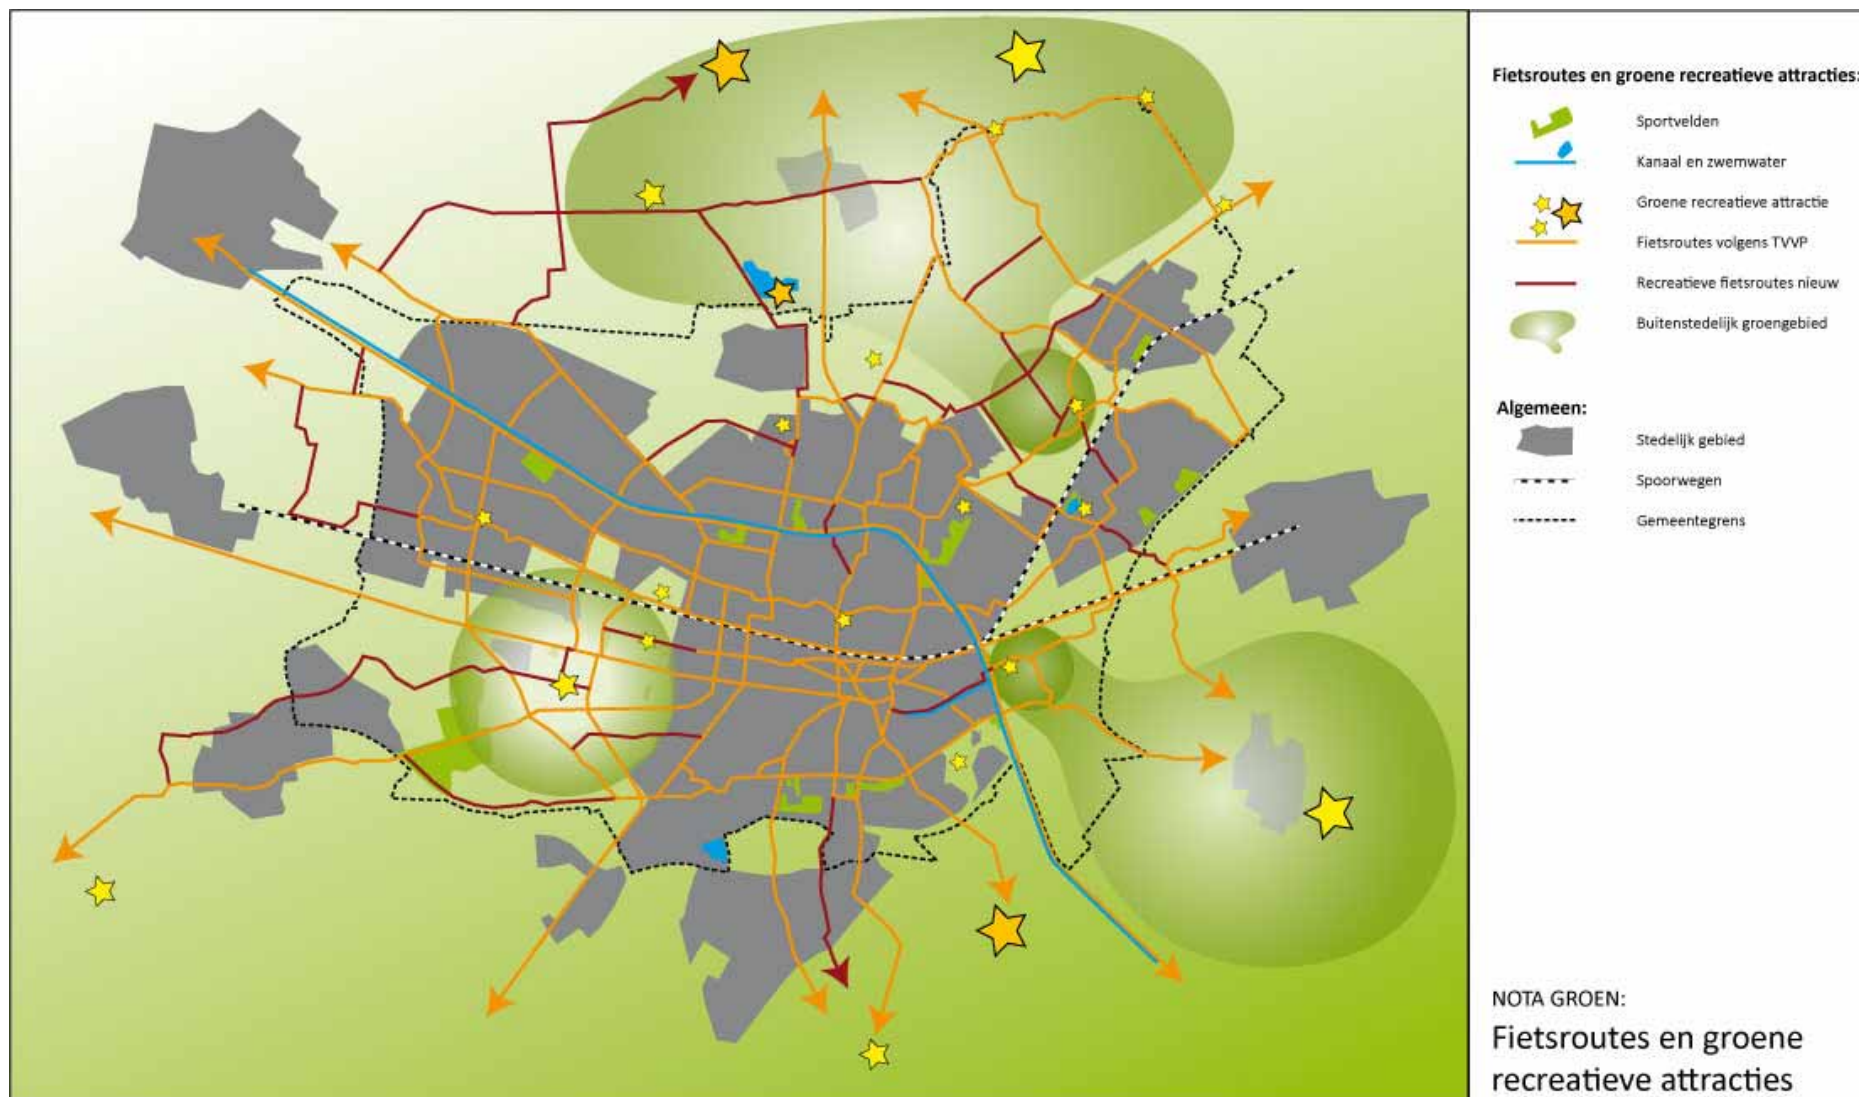 Fietsroutes en groene recreatieve attracties:
Sportvelden
Kanaal en zwemwater
Groene recreatieve attractie
Fietsroutes volgens TVVP
Recreatieve fietsroutes nieuw
Buitenstedelijk groengebied
Algemeen:
Stedelijk gebied
Spoorwegen
Gemeentegrens
NOTA GROEN:
Fietsroutes en groene
recreatieve attracties